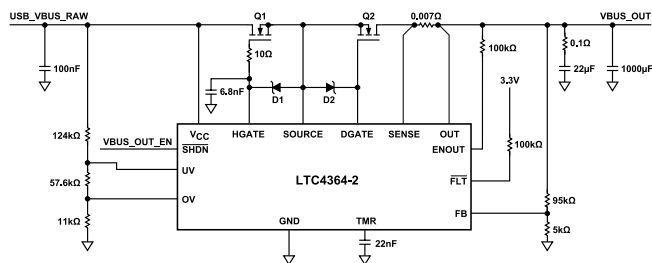 USB_VBUS_RAW
Q1
Q2
0.007Ω
VBUS_OUT
10Ω
100kΩ
0.1Ω
100nF
22µF
1000µF
6.8nF
D1
D2
3.3V
124kΩ
VBUS_OUT_EN
VCC
HGATE
SOURCE
DGATE
SENSE
OUT
SHDN
ENOUT
100kΩ
UV
57.6kΩ
LTC4364-2
FLT
OV
95kΩ
FB
11kΩ
GND
TMR
5kΩ
22nF